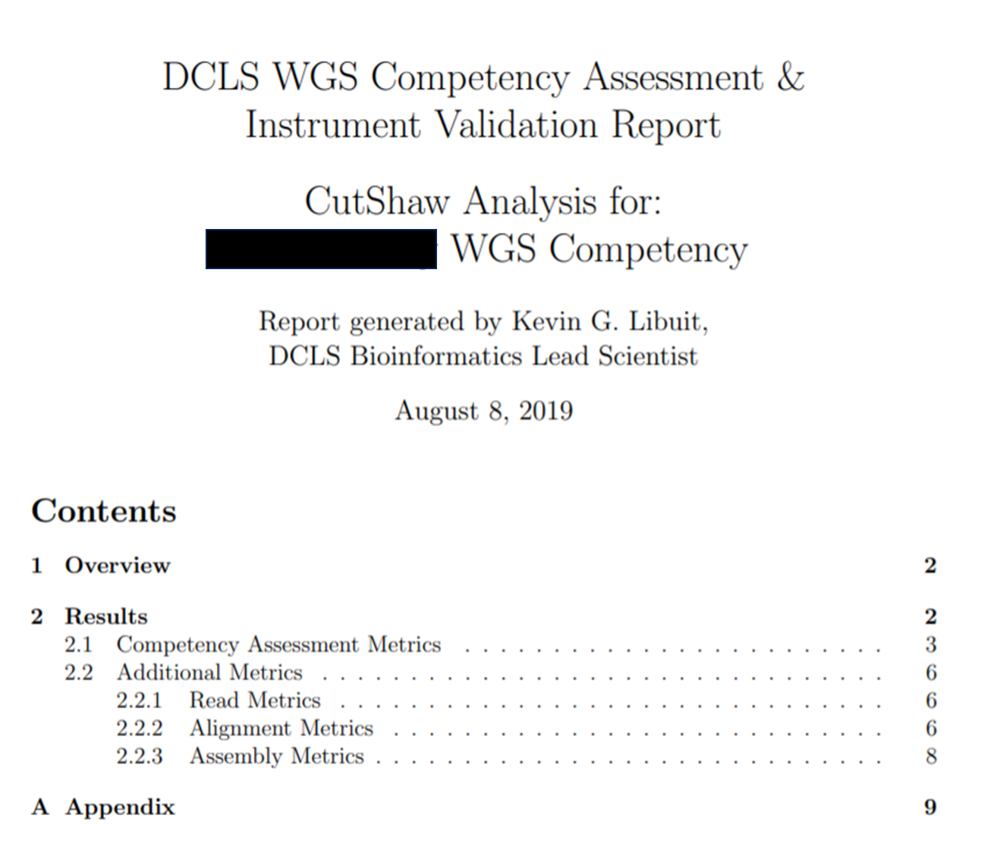 DCLS WGS Competency Assessment &
Instrument Validation Report
CutShaw Analysis for:
WGS Competency
Report generated by Kevin G. Libuit,
DCLS Bioinformatics Lead Scientist
August 8, 2019
Contents
1 Overview 2
2 Results 2
2.1 Competency Assessment Metrics . . . . . . . . . . . . . . . . . . . . . . . . 3
2.2 Additional Metrics . . . . . . . . . . . . . . . . . . . . . . . . . . . . . . . . 6
2.2.1 Read Metrics . . . . . . . . . . . . . . . . . . . . . . . . . . . . . . . 6
2.2.2 Alignment Metrics . . . . . . . . . . . . . . . . . . . . . . . . . . . . 6
2.2.3 Assembly Metrics . . . . . . . . . . . . . . . . . . . . . . . . . . . . . 8
A Appendix 9